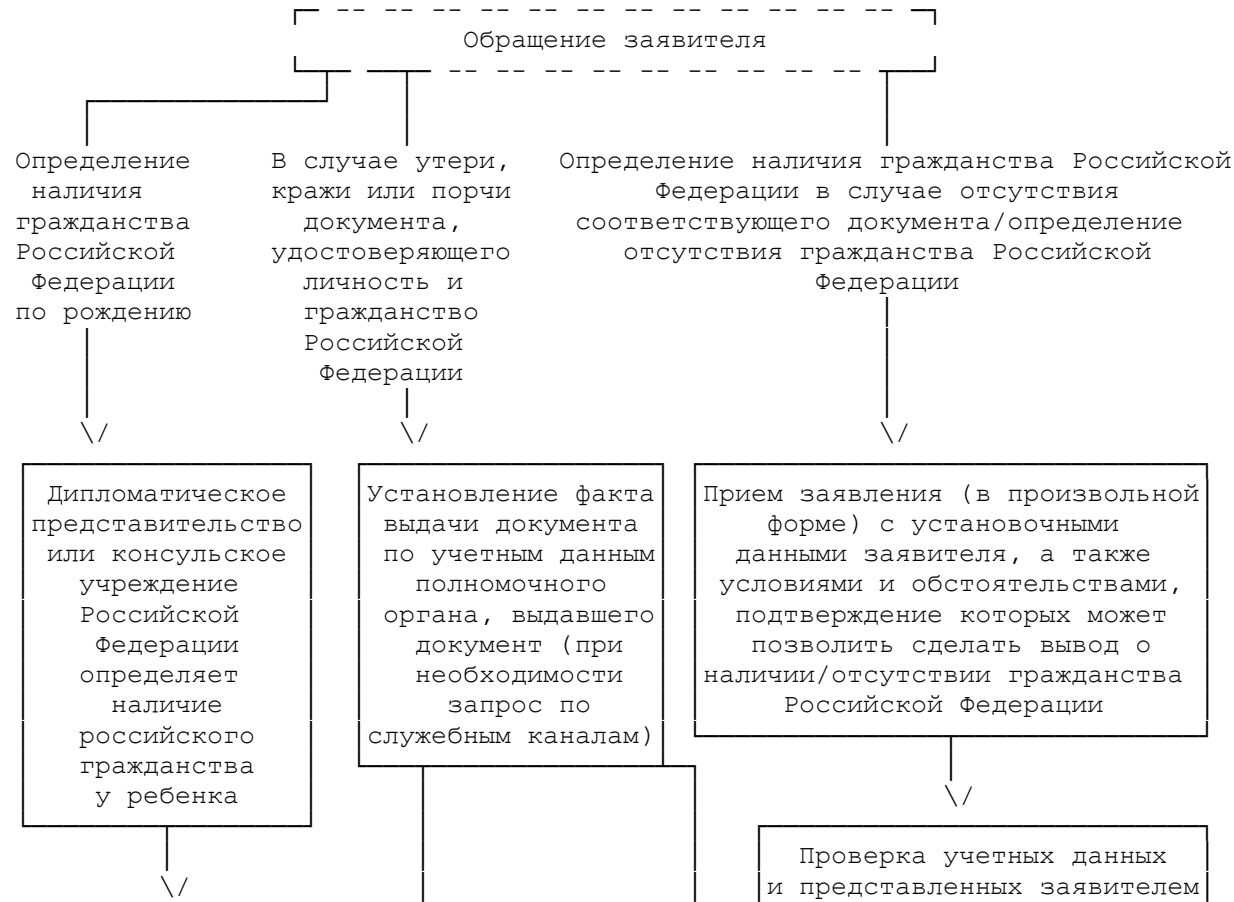 Обращение заявителя
Определение
наличия
гражданства
Российской
Федерации
по рождению
В случае утери,
кражи или порчи
документа,
удостоверяющего
личность и
гражданство
Российской
Федерации
Определение наличия гражданства Российской
Федерации в случае отсутствия
соответствующего документа/определение
отсутствия гражданства Российской
Федерации
Дипломатическое
представительство
или консульское
учреждение
Российской
Федерации
определяет
наличие
российского
гражданства
у ребенка
Установление факта
выдачи документа
по учетным данным
полномочного
органа, выдавшего
документ (при
необходимости
запрос по
служебным каналам)
Прием заявления (в произвольной
форме) с установочными
данными заявителя, а также
условиями и обстоятельствами,
подтверждение которых может
позволить сделать вывод о
наличии/отсутствии гражданства
Российской Федерации
Проверка учетных данных
и представленных заявителем